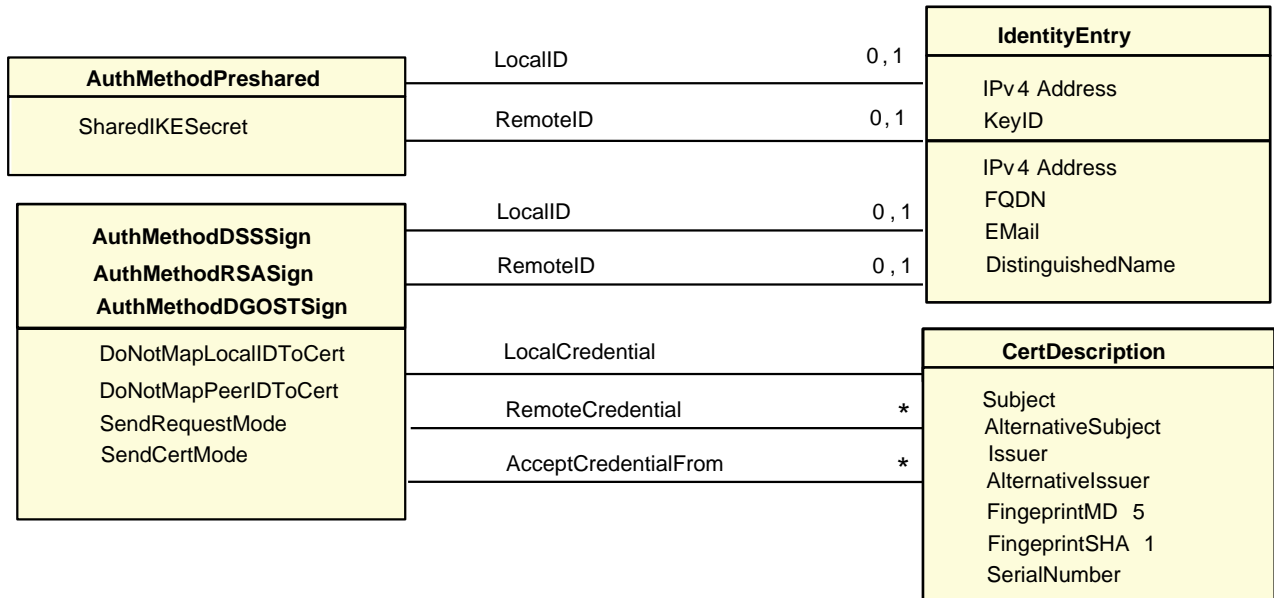 AuthMethodPreshared
SharedIKESecret
LocalID 0,1
RemoteID 0,1
IdentityEntry
IPv4 Address
KeyID
IPv4 Address
FQDN
EMail
DistinguishedName
AuthMethodDSSSign
AuthMethodRSASign
AuthMethodDGOSTSign
DoNotMapLocalIDToCert
DoNotMapPeerIDToCert
SendRequestMode
SendCertMode
LocalID 0,1
RemoteID 0,1
LocalCredential
RemoteCredential *
AcceptCredentialFrom *
CertDescription
Subject
AlternativeSubject
Issuer
AlternativeIssuer
FingeprintMD 5
FingeprintSHA 1
SerialNumber